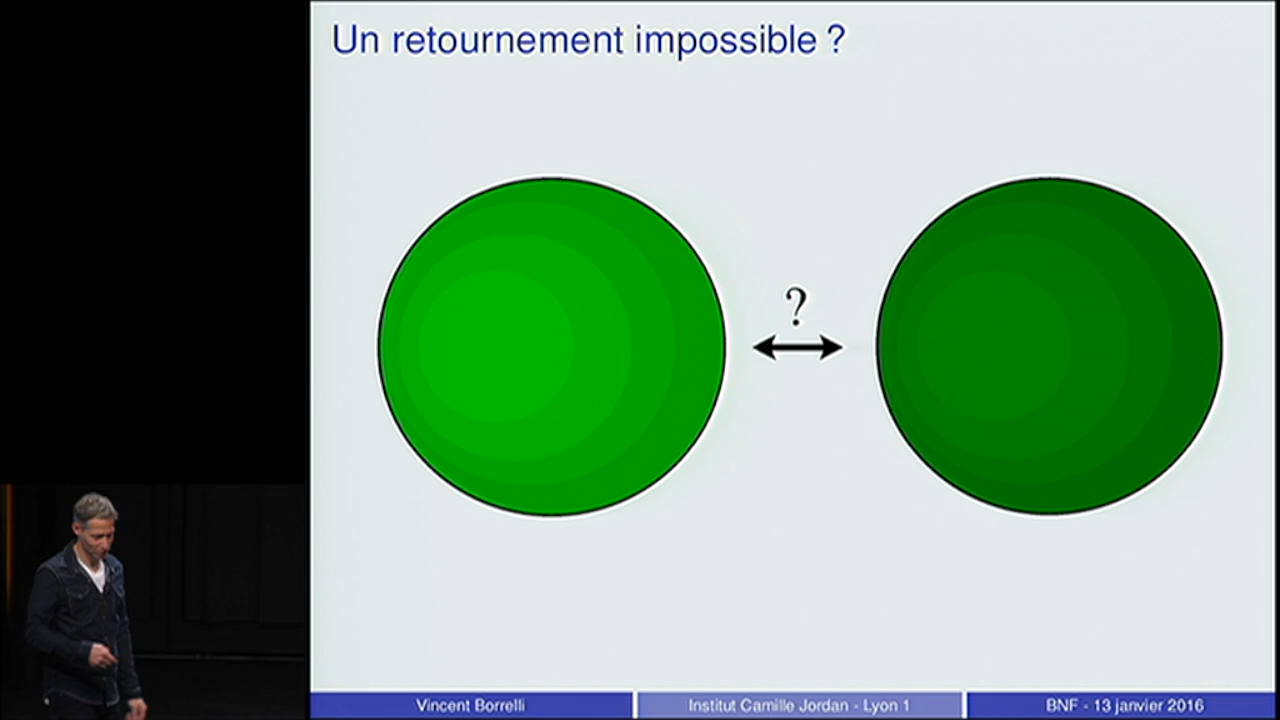 Un retournement impossible ?
?
Vincent Borrelli
Institut Camille Jordan - Lyon 1
BNF - 13 janvier 2016